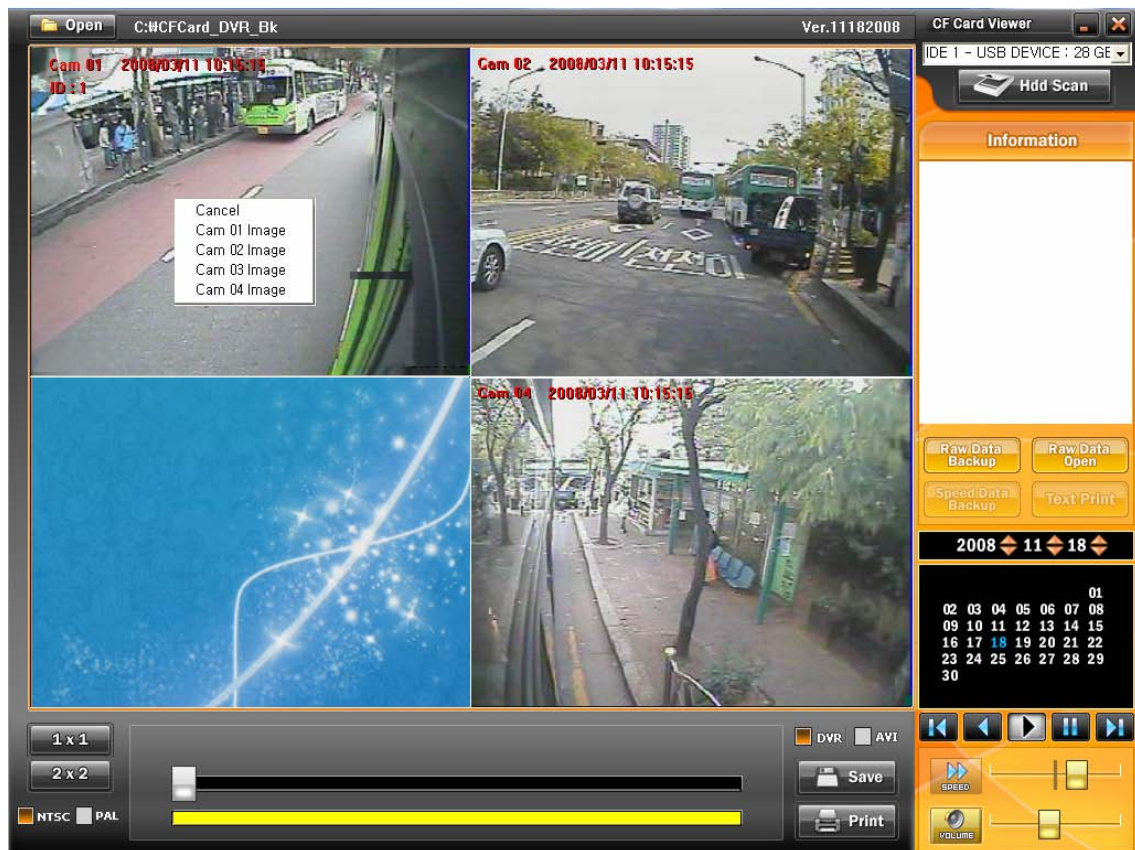 Open
C:₩CFCard_DVR_Bk
Ver.11182008
CF Card Viewer
IDE 1 - USB DEVICE : 28 GE
Hdd Scan
Information
Cam 01 2008/03/11 10:15:15
ID : 1
Cam 02 2008/03/11 10:15:15
Cancel
Cam 01 Image
Cam 02 Image
Cam 03 Image
Cam 04 Image
Cam 04 2008/03/11 10:15:15
Raw Data
Backup
Raw Data
Open
Speed Data
Backup
Text Print
2008 11 18
01
02 03 04 05 06 07 08
09 10 11 12 13 14 15
16 17 18 19 20 21 22
23 24 25 26 27 28 29
30
1 x 1
2 x 2
NTSC PAL
DVR AVI
Save
Print
SPEED
VOLUME